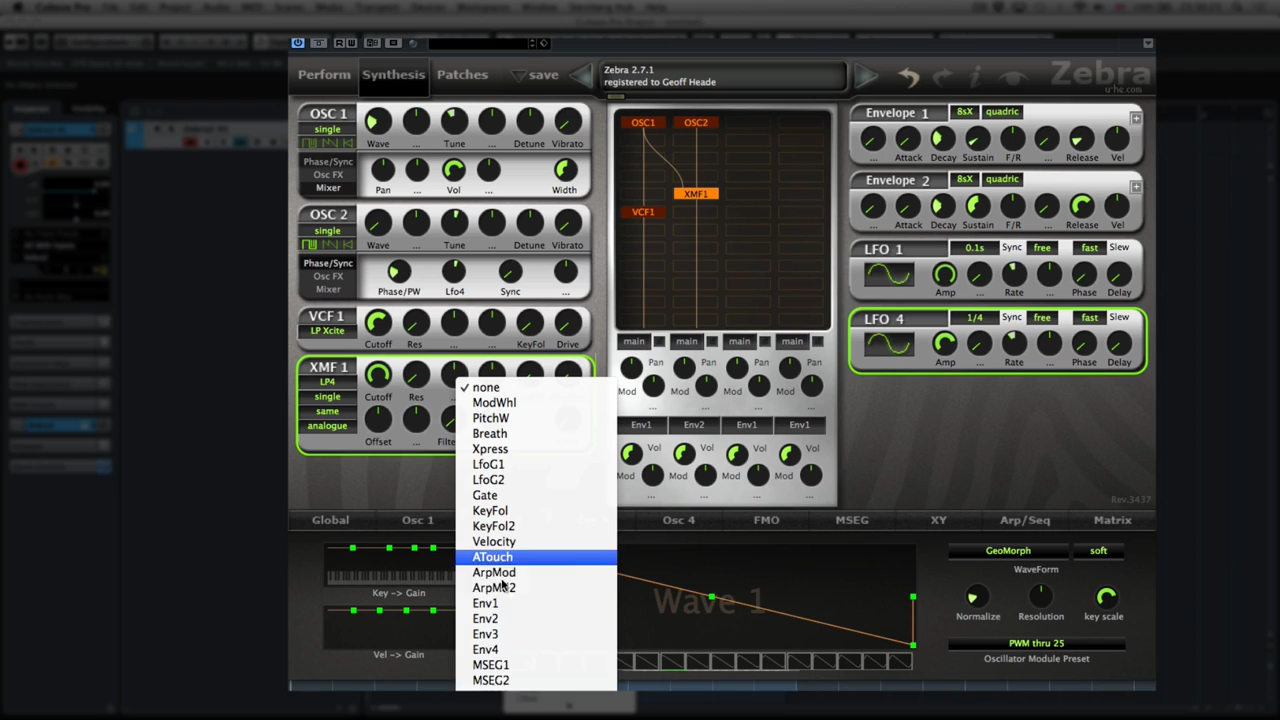 Perform Synthesis Patches save
Zebra 2.7.1
registered to Geoff Heade
Zebra
u-he.com
OSC 1
single
Wave ... Tune ... Detune Vibrato
Phase/Sync
Osc FX
Mixer
Pan ... Vol ... Width
OSC 2
single
Wave ... Tune ... Detune Vibrato
Phase/Sync
Osc FX
Mixer
Phase/PW Lfo4 Sync ...
VCF 1
LP Xcite
Cutoff Res ... ... KeyFol Drive
XMF 1
LP4
single
same
analogue
Cutoff Res
Offset ...
none
ModWhl
PitchW
Breath
Xpress
LfoG1
LfoG2
Gate
KeyFol
KeyFol2
Velocity
ATouch
ArpMod
Env1
Env2
Env3
Env4
MSEG1
MSEG2
OSC1 OSC2
XMF1
VCF1
main main main main
Pan Pan
Mod Mod
... ...
Env1 Env2 Env1 Env1
Vol Vol
Mod Mod
... ...
Envelope 1 8sX quadric
... Attack Decay Sustain F/R ... Release Vel
Envelope 2 8sX quadric
... Attack Decay Sustain F/R ... Release Vel
LFO 1 0.1s Sync free fast Slew
Amp ... Rate ... Phase Delay
LFO 4 1/4 Sync free fast Slew
Amp ... Rate ... Phase Delay
Rev.3437
Global Osc 1 Osc 4 FMO MSEG XY Arp/Seq Matrix
Key -> Gain
Vel -> Gain
Wave 1
GeoMorph soft
WaveForm
Normalize Resolution key scale
PWM thru 25
Oscillator Module Preset